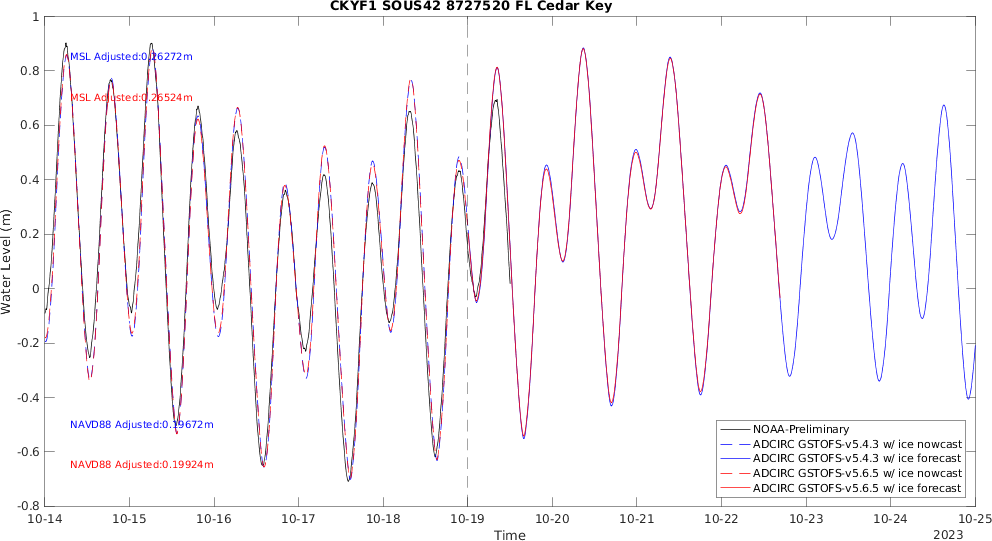 CKYF1 SOUS42 8727520 FL Cedar Key
Water Level (m)
1
0.8
0.6
0.4
0.2
0
-0.2
-0.4
-0.6
-0.8
MSL Adjusted:0.26272m
MSL Adjusted:0.26524m
NAVD88 Adjusted:0.19672m
NAVD88 Adjusted:0.19924m
NOAA-Preliminary
ADCIRC GSTOFS-v5.4.3 w/ ice nowcast
ADCIRC GSTOFS-v5.4.3 w/ ice forecast
ADCIRC GSTOFS-v5.6.5 w/ ice nowcast
ADCIRC GSTOFS-v5.6.5 w/ ice forecast
10-14 10-15 10-16 10-17 10-18 10-19 10-20 10-21 10-22 10-23 10-24 10-25
Time
2023